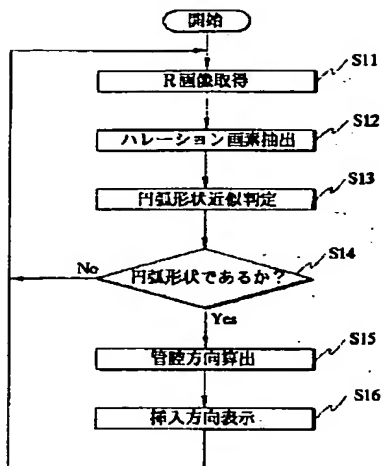 開始
S11
R画像取得
S12
ハレーション画素抽出
S13
円弧形状近似判定
S14
円弧形状であるか?
No
Yes
S15
管腔方向算出
S16
挿入方向表示